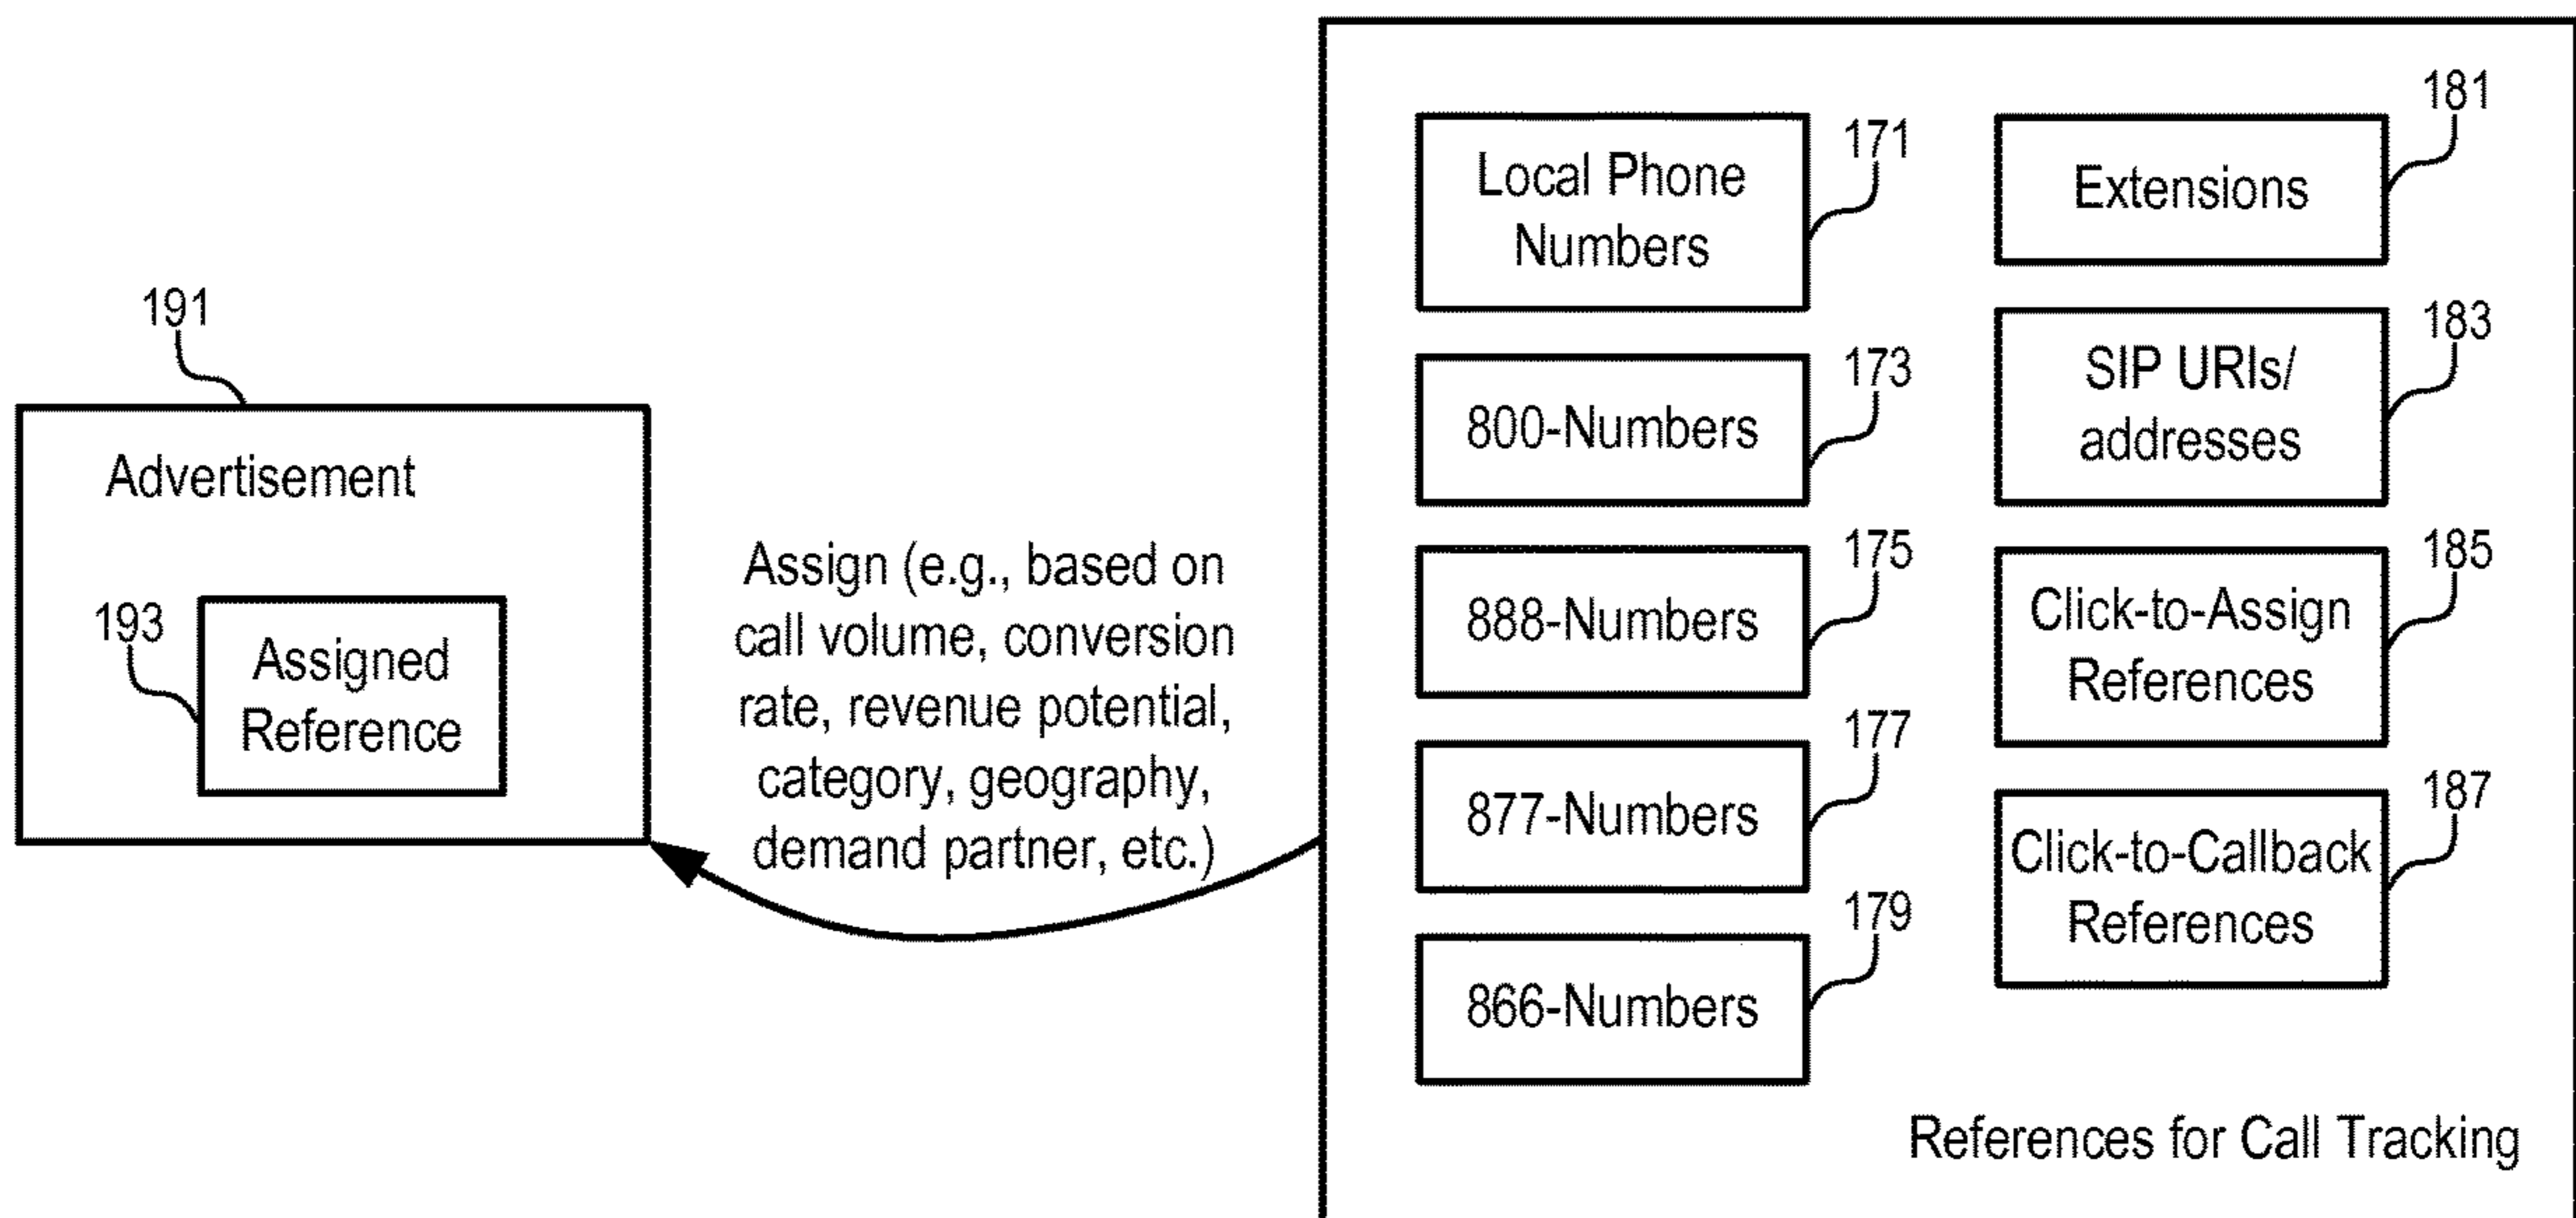 191
Advertisement
193
Assigned
Reference
Assign (e.g., based on
call volume, conversion
rate, revenue potential,
category, geography,
demand partner, etc.)
171
Local Phone
Numbers
173
800-Numbers
175
888-Numbers
177
877-Numbers
179
866-Numbers
181
Extensions
183
SIP URIs/
addresses
185
Click-to-Assign
References
187
Click-to-Callback
References
References for Call Tracking